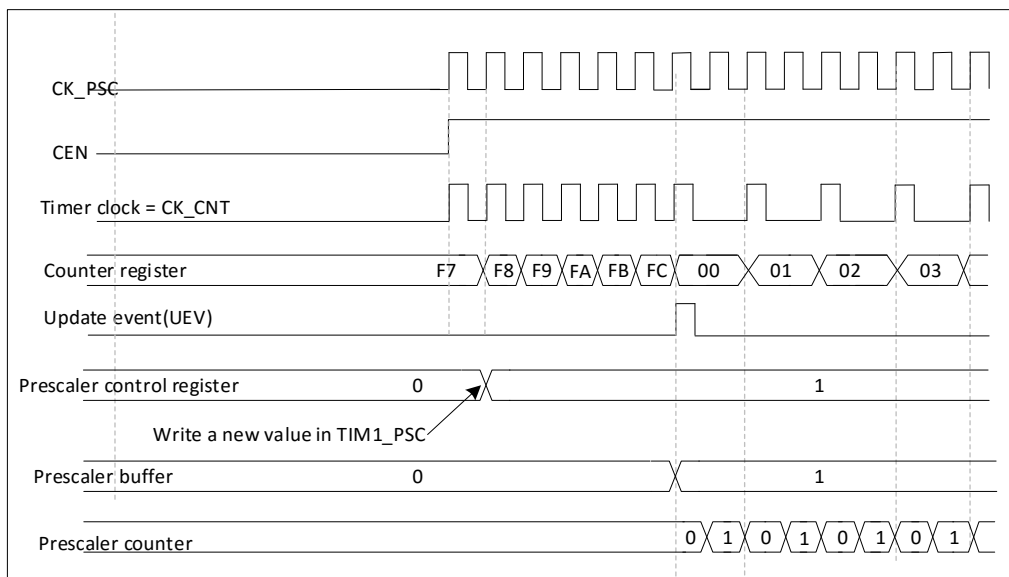 CK_PSC
CEN
Timer clock = CK_CNT
Counter register F7 F8 F9 FA FB FC 00 01 02 03
Update event(UEV)
Prescaler control register 0 1
Write a new value in TIM1_PSC
Prescaler buffer 0 1
Prescaler counter 0 1 0 1 0 1 0 1